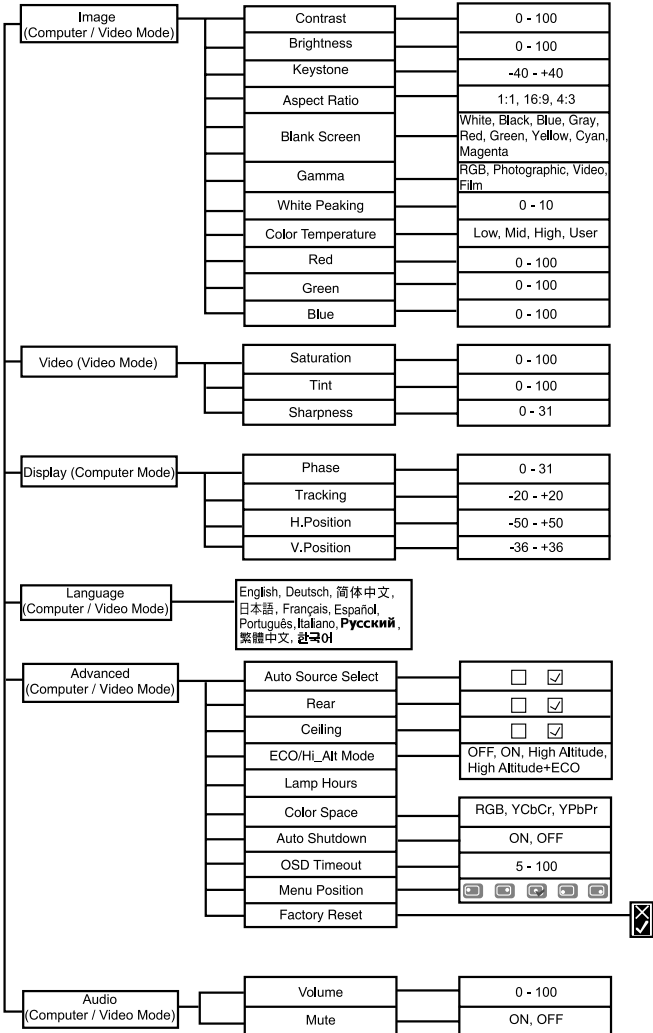 Image
(Computer / Video Mode)
Contrast
0 - 100
Brightness
0 - 100
Keystone
-40 - +40
Aspect Ratio
1:1, 16:9, 4:3
Blank Screen
White, Black, Blue, Gray,
Red, Green, Yellow, Cyan,
Magenta
Gamma
RGB, Photographic, Video,
Film
White Peaking
0 - 10
Color Temperature
Low, Mid, High, User
Red
0 - 100
Green
0 - 100
Blue
0 - 100
Video (Video Mode)
Saturation
0 - 100
Tint
0 - 100
Sharpness
0 - 31
Display (Computer Mode)
Phase
0 - 31
Tracking
-20 - +20
H.Position
-50 - +50
V.Position
-36 - +36
Language
(Computer / Video Mode)
English, Deutsch, 简体中文,
日本語, Français, Español,
Português, Italiano, Русский,
繁體中文, 한국어
Advanced
(Computer / Video Mode)
Auto Source Select
Rear
Ceiling
ECO/Hi_Alt Mode
OFF, ON, High Altitude,
High Altitude+ECO
Lamp Hours
Color Space
RGB, YCbCr, YPbPr
Auto Shutdown
ON, OFF
OSD Timeout
5 - 100
Menu Position
Factory Reset
Audio
(Computer / Video Mode)
Volume
0 - 100
Mute
ON, OFF